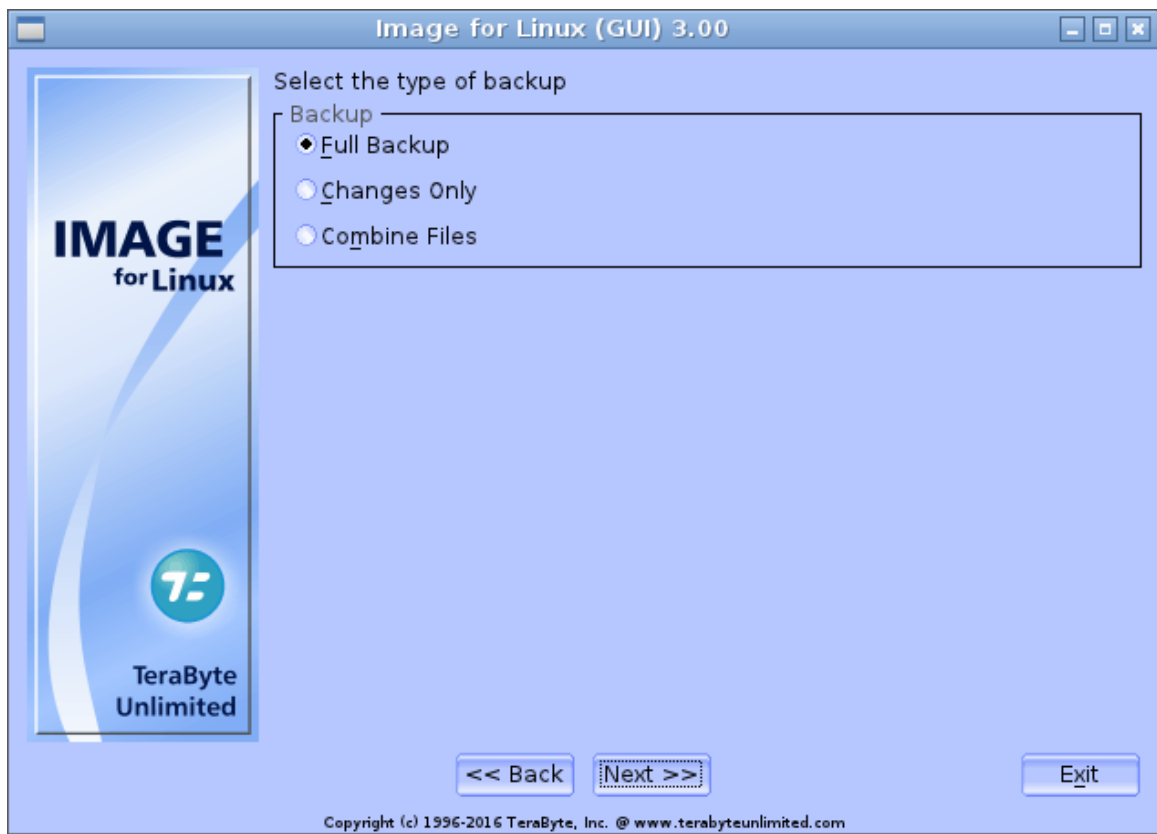 Image for Linux (GUI) 3.00
IMAGE
for Linux
TeraByte
Unlimited
Select the type of backup
Backup
Full Backup
Changes Only
Combine Files
<< Back
Next >>
Exit
Copyright (c) 1996-2016 TeraByte, Inc. @ www.terabyteunlimited.com